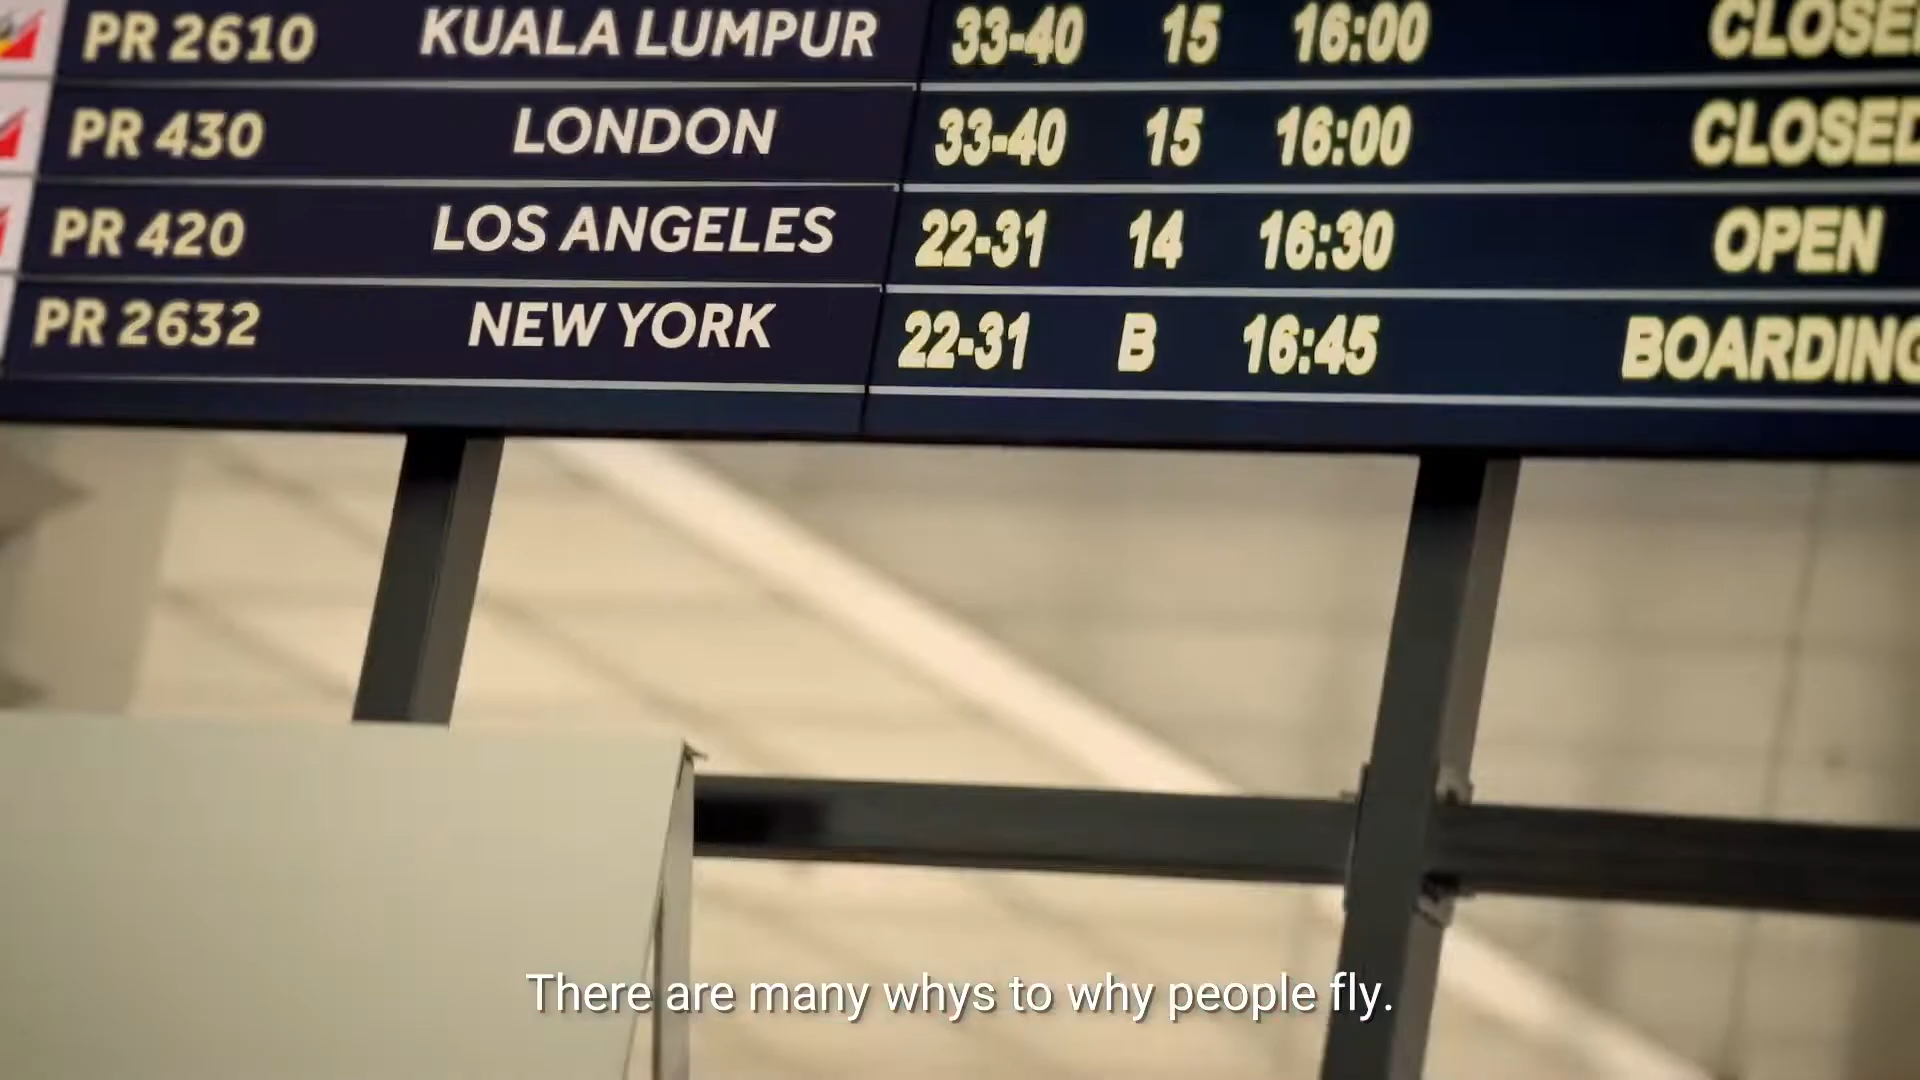 PR 2610 KUALA LUMPUR 33-40 15 16:00 CLOSED
PR 430 LONDON 33-40 15 16:00 CLOSED
PR 420 LOS ANGELES 22-31 14 16:30 OPEN
PR 2632 NEW YORK 22-31 B 16:45 BOARDING
There are many whys to why people fly.